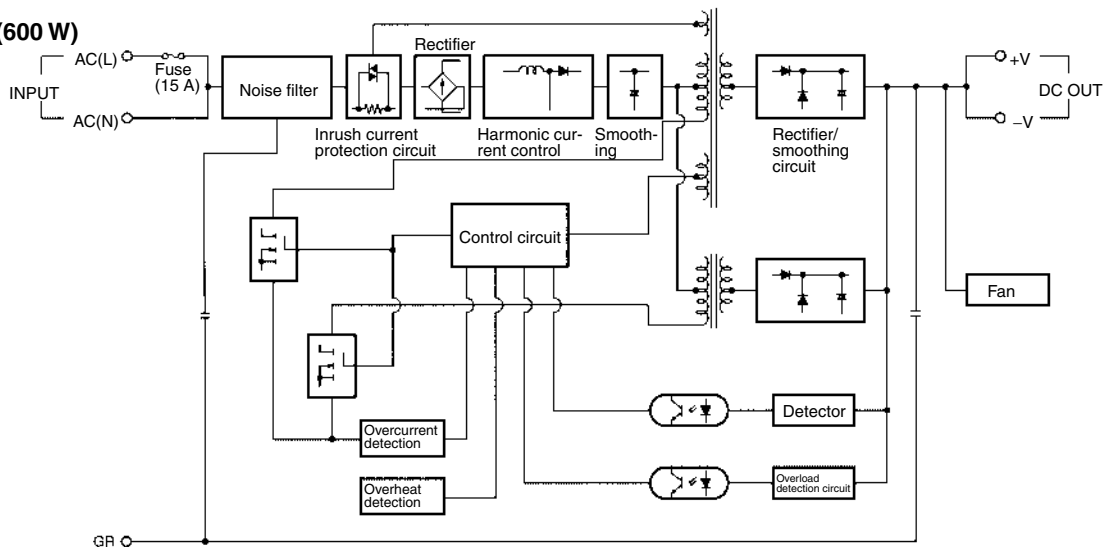 (600 W)
AC(L)
Fuse
(15 A)
INPUT
AC(N)
Noise filter
Inrush current
protection circuit
Rectifier
Harmonic cur-
rent control
Smooth-
ing
Rectifier/
smoothing
circuit
+V
DC OUT
–V
Control circuit
Fan
Detector
Overcurrent
detection
Overload
detection circuit
Overheat
detection
GR